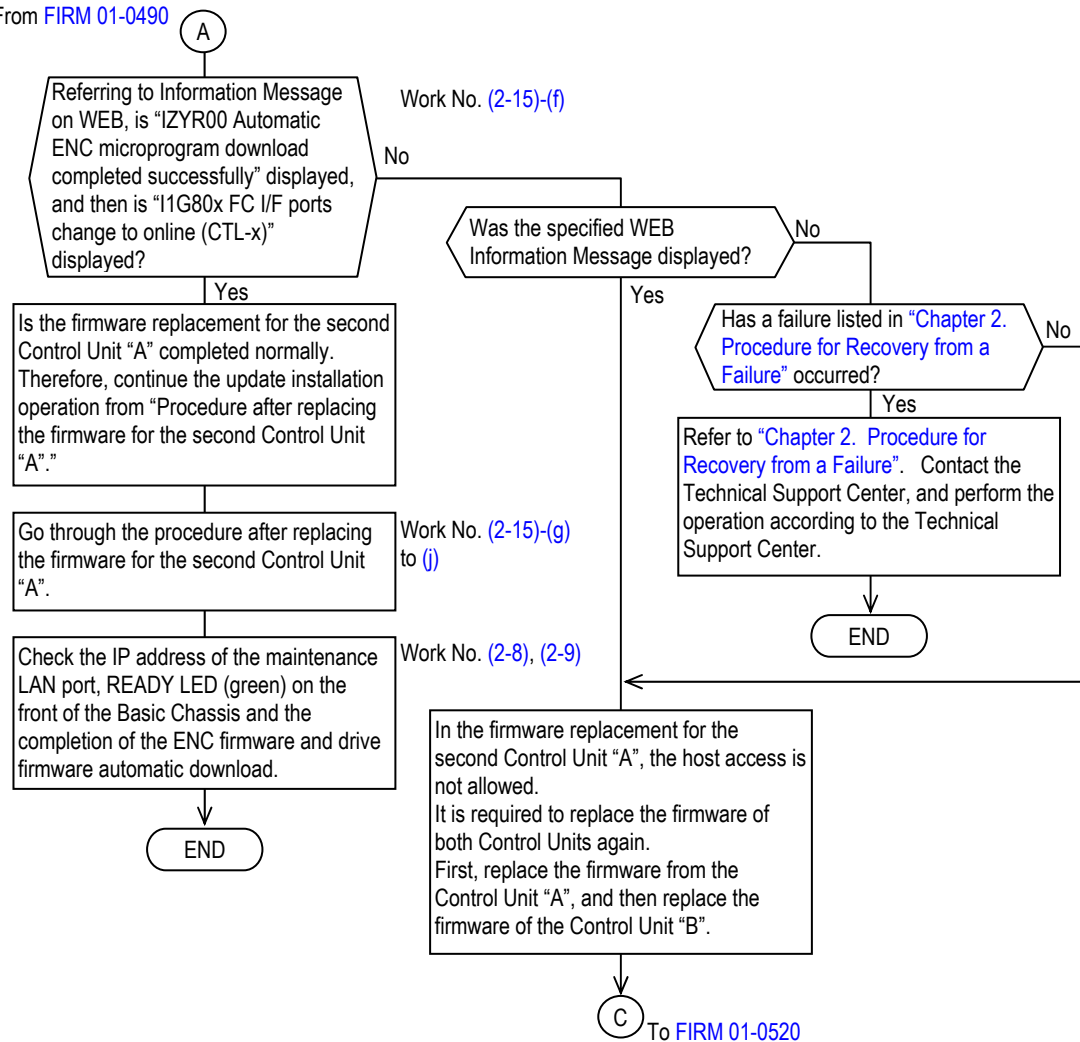 From FIRM 01-0490
A
Referring to Information Message
on WEB, is “IZYR00 Automatic
ENC microprogram download
completed successfully” displayed,
and then is “I1G80x FC I/F ports
change to online (CTL-x)”
displayed?
Work No. (2-15)-(f)
No
Yes
Was the specified WEB
Information Message displayed?
No
Yes
Has a failure listed in “Chapter 2.
Procedure for Recovery from a
Failure” occurred?
No
Yes
Refer to “Chapter 2. Procedure for
Recovery from a Failure”. Contact the
Technical Support Center, and perform the
operation according to the Technical
Support Center.
END
Is the firmware replacement for the second
Control Unit “A” completed normally.
Therefore, continue the update installation
operation from “Procedure after replacing
the firmware for the second Control Unit
“A”.”
Go through the procedure after replacing
the firmware for the second Control Unit
“A”.
Work No. (2-15)-(g)
to (j)
Check the IP address of the maintenance
LAN port, READY LED (green) on the
front of the Basic Chassis and the
completion of the ENC firmware and drive
firmware automatic download.
Work No. (2-8), (2-9)
END
In the firmware replacement for the
second Control Unit “A”, the host access is
not allowed.
It is required to replace the firmware of
both Control Units again.
First, replace the firmware from the
Control Unit “A”, and then replace the
firmware of the Control Unit “B”.
C
To FIRM 01-0520